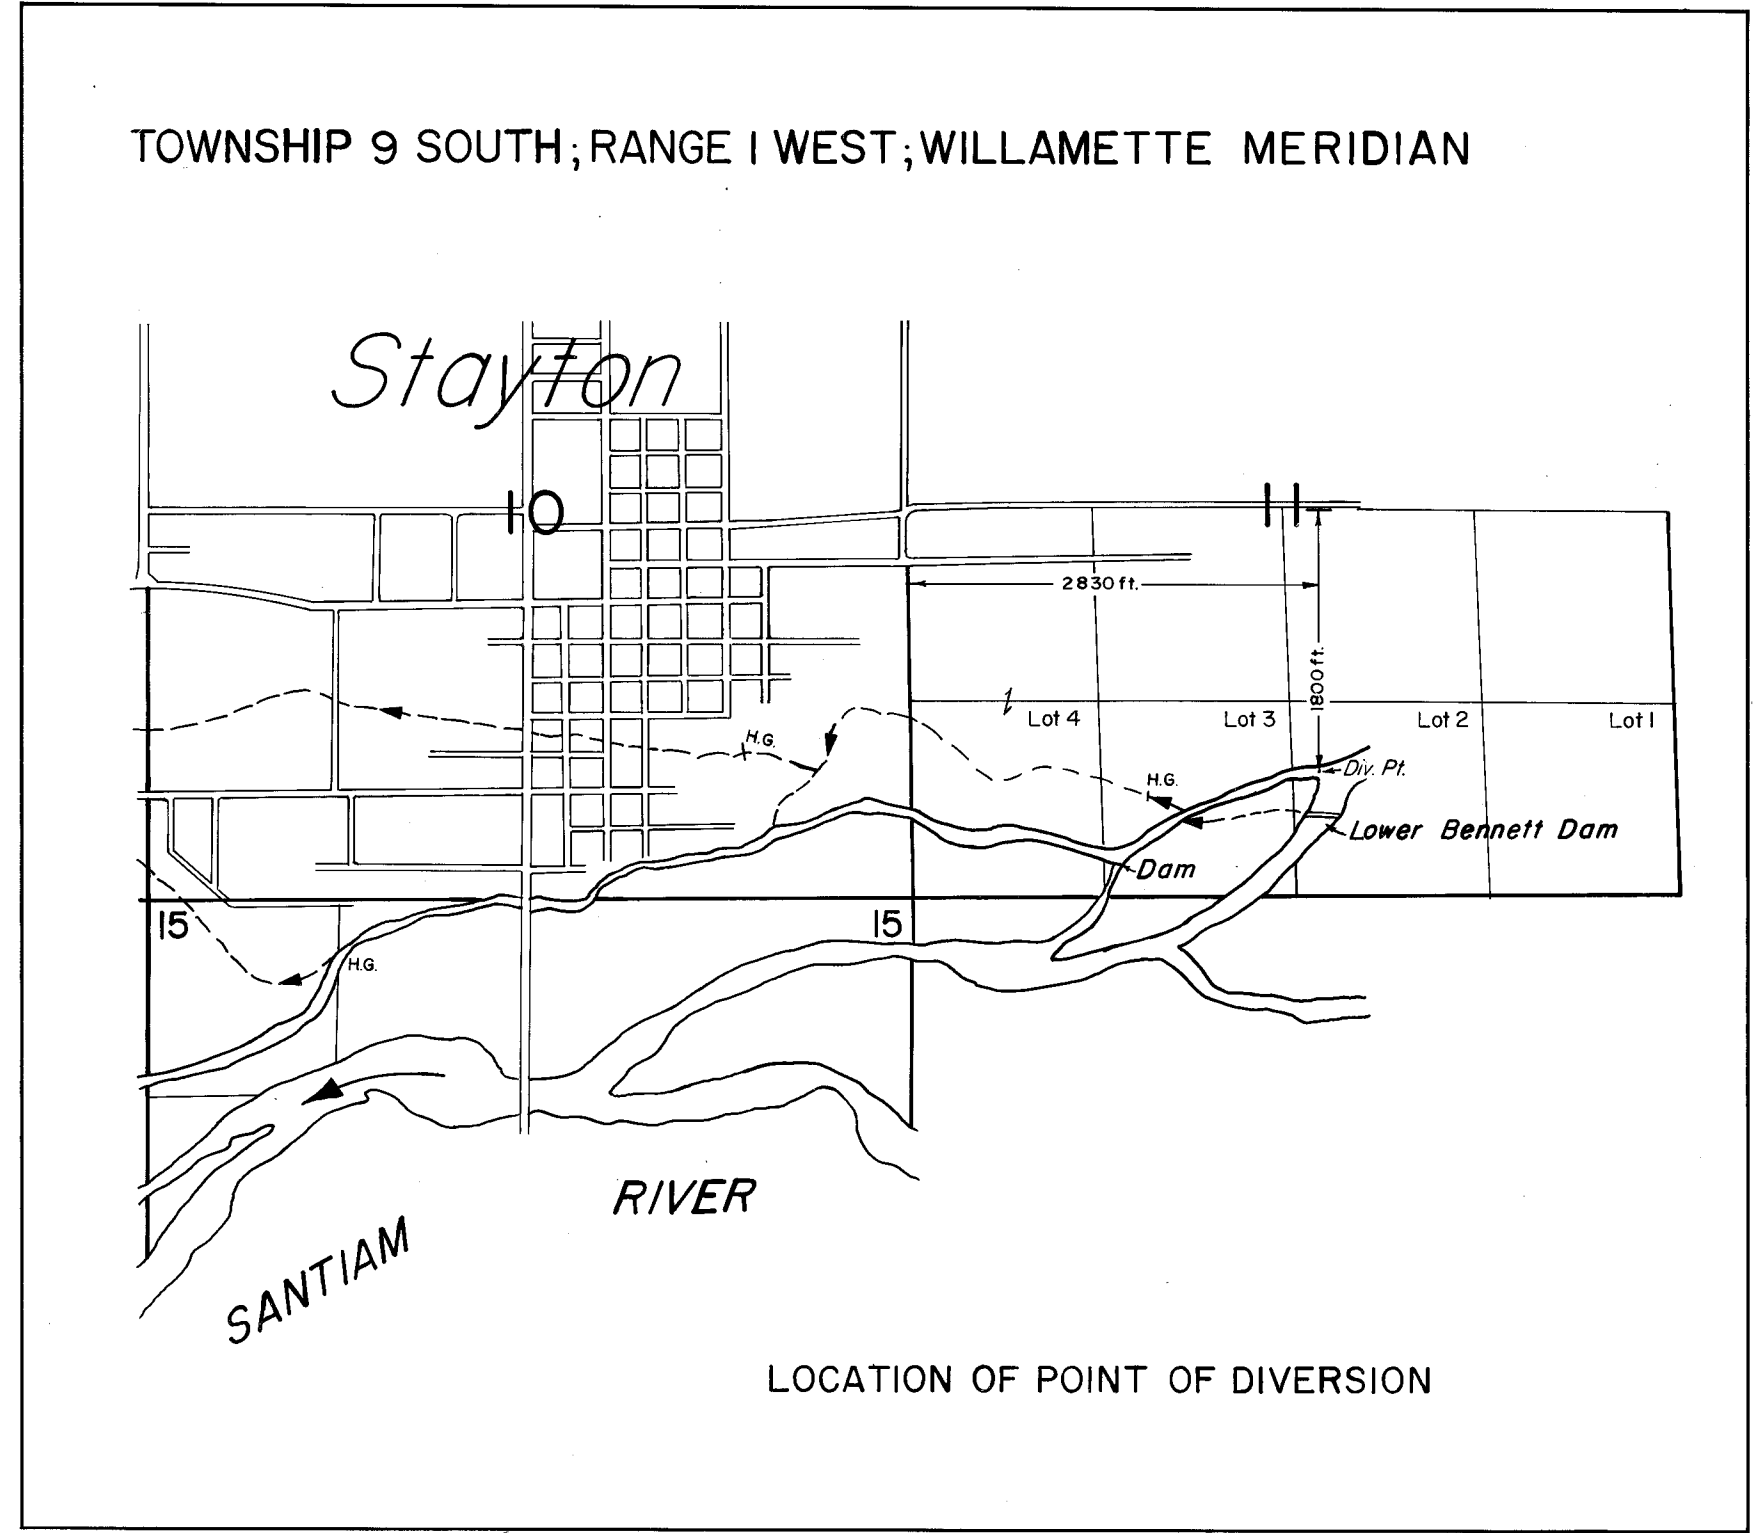 TOWNSHIP 9 SOUTH; RANGE 1 WEST; WILLAMETTE MERIDIAN
Stayton
10
11
2830 ft.
1800 ft.
Lot 4
Lot 3
Lot 2
Lot 1
H.G.
H.G.
Div. Pt.
Lower Bennett Dam
Dam
15
15
H.G.
RIVER
SANTIAM
LOCATION OF POINT OF DIVERSION